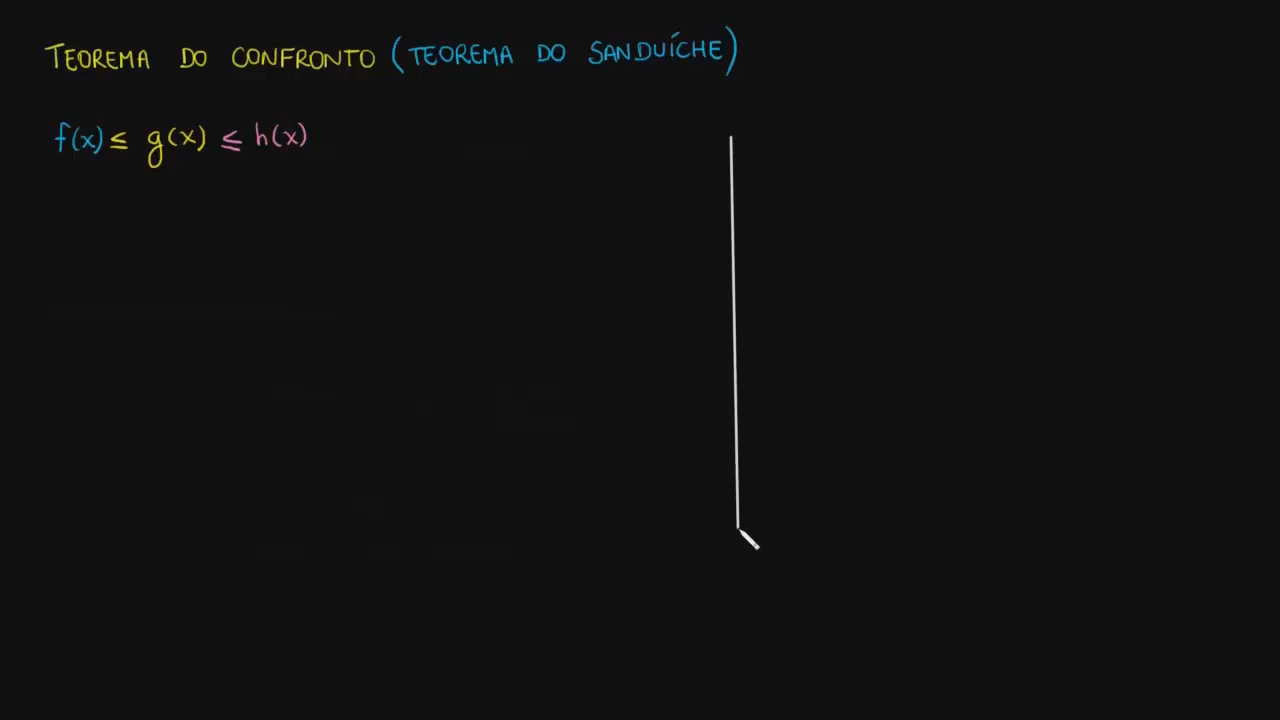 TEOREMA DO CONFRONTO (TEOREMA DO SANDUÍCHE)
f(x) ≤ g(x) ≤ h(x)